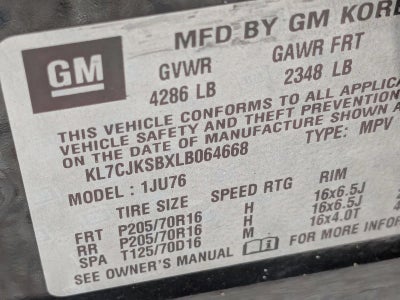 MFD BY GM KORE
GM
GVWR GAWR FRT
4286 LB 2348 LB
THIS VEHICLE CONFORMS TO ALL APPLICA
VEHICLE SAFETY AND THEFT PREVENTION
ON THE DATE OF MANUFACTURE SHOWN A
KL7CJKSBXLB064668 TYPE: MPV
MODEL : 1JU76
TIRE SIZE SPEED RTG RIM
FRT P205/70R16 H 16x6.5J
RR P205/70R16 H 16x6.5J
SPA T125/70D16 M 16x4.0T
SEE OWNER'S MANUAL FOR MORE INFOR